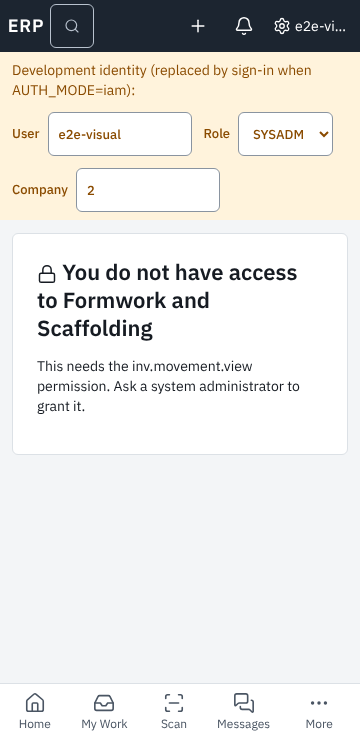 ERP
e2e-vi...
Development identity (replaced by sign-in when
AUTH_MODE=iam):
User e2e-visual Role SYSADM
Company 2
You do not have access
to Formwork and
Scaffolding
This needs the inv.movement.view
permission. Ask a system administrator to
grant it.
Home My Work Scan Messages More